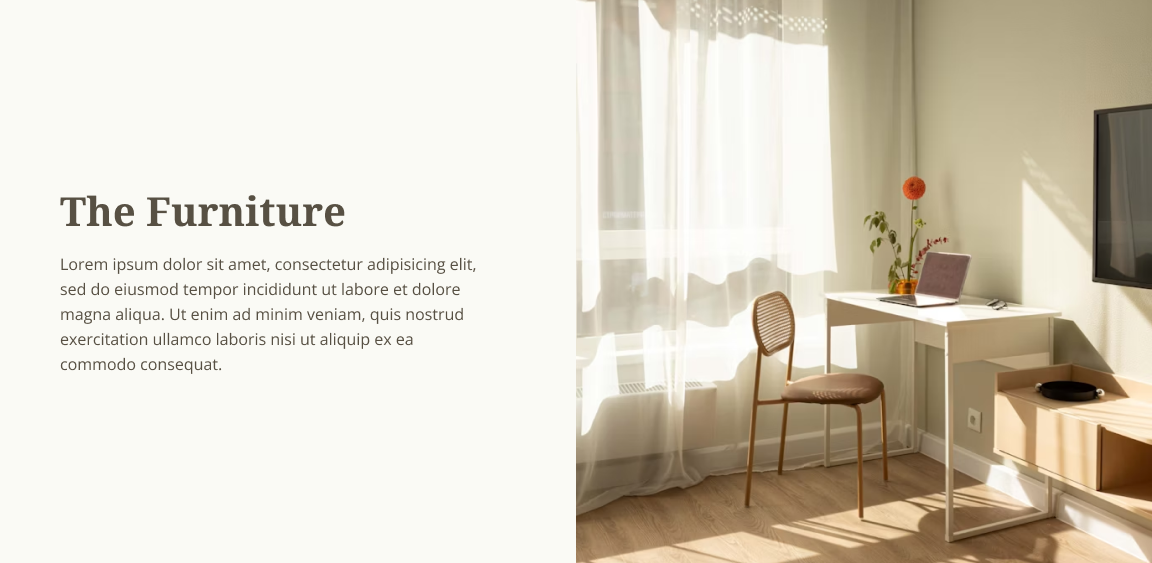 The Furniture
Lorem ipsum dolor sit amet, consectetur adipisicing elit,
sed do eiusmod tempor incididunt ut labore et dolore
magna aliqua. Ut enim ad minim veniam, quis nostrud
exercitation ullamco laboris nisi ut aliquip ex ea
commodo consequat.